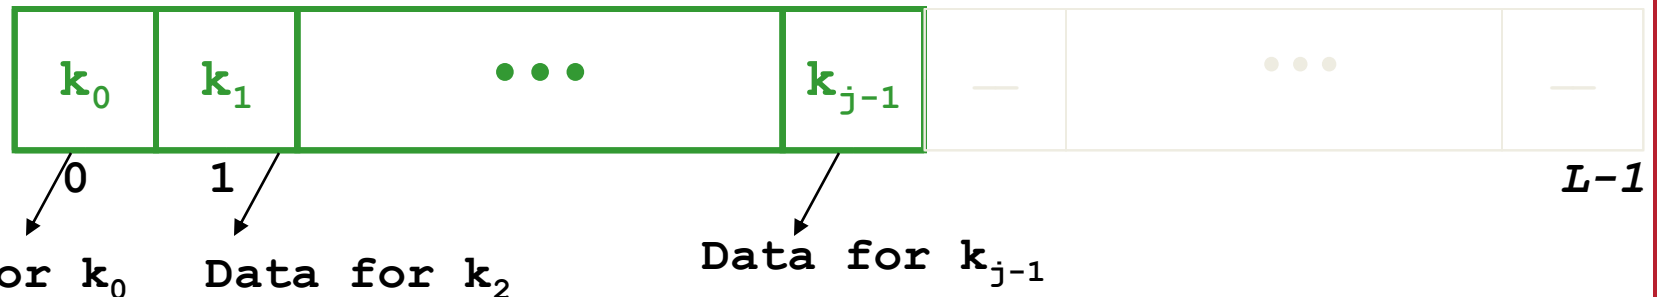 k₀ k₁ ••• kⱼ₋₁ — ••• —
0 1 L-1
or k₀ Data for k₂ Data for kⱼ₋₁